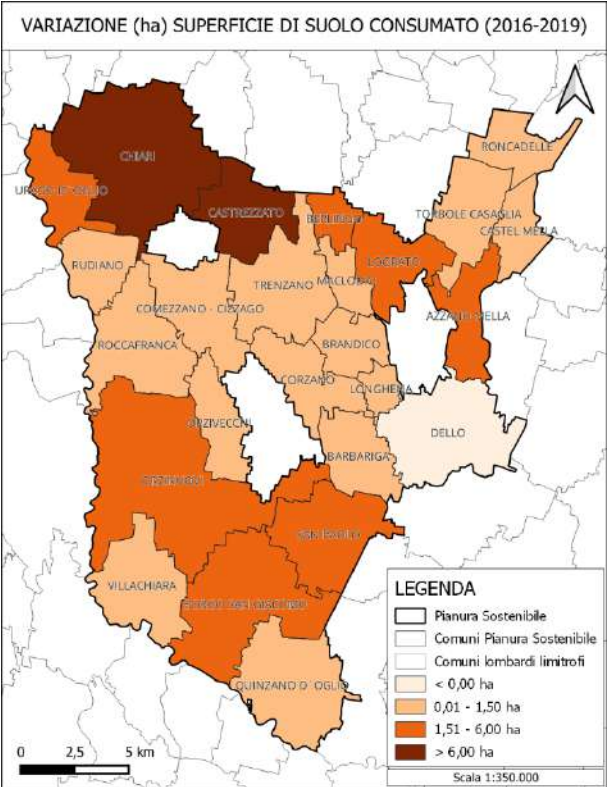 VARIAZIONE (ha) SUPERFICIE DI SUOLO CONSUMATO (2016-2019)
RONCADELLE
CHIARI
URAGO D'OGLIO
CASTREZZATO
BERLINGO
TORBOLE CASAGLIA
CASTEL MELLA
LOGRATO
RUDIANO
TRENZANO
MACLODIO
COMEZZANO - CIZZAGO
AZZANO MELLA
ROCCAFRANCA
BRANDICO
CORZANO
LONGHENA
ORZIVECCHI
DELLO
BARBARIGA
ORZINUOVI
SAN PAOLO
VILLACHIARA
BORGO SAN GIACOMO
QUINZANO D'OGLIO
LEGENDA
Pianura Sostenibile
Comuni Pianura Sostenibile
Comuni lombardi limitrofi
< 0,00 ha
0,01 - 1,50 ha
1,51 - 6,00 ha
> 6,00 ha
0 2,5 5 km
Scala 1:350.000